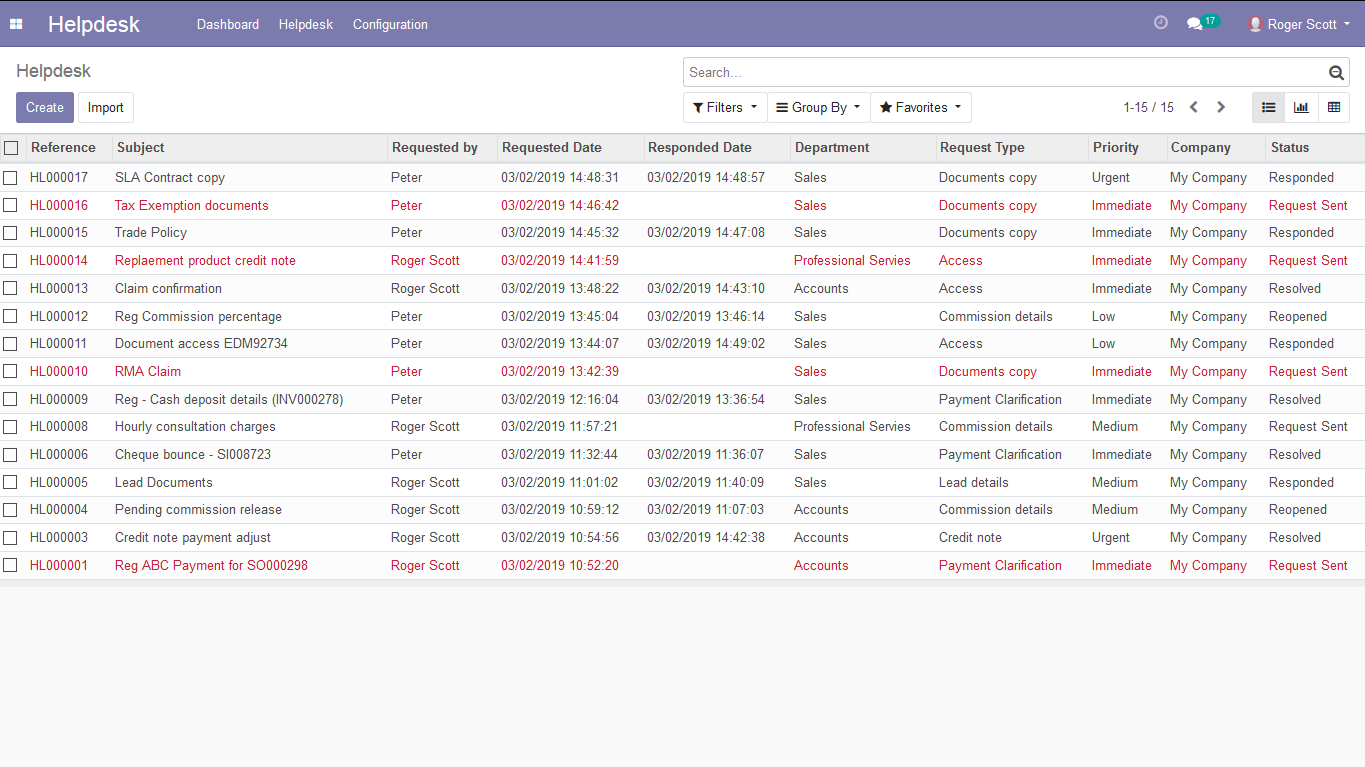 Helpdesk Dashboard Helpdesk Configuration 17 Roger Scott
Helpdesk
Search...
Create Import Filters Group By Favorites 1-15 / 15
Reference Subject Requested by Requested Date Responded Date Department Request Type Priority Company Status
HL000017 SLA Contract copy Peter 03/02/2019 14:48:31 03/02/2019 14:48:57 Sales Documents copy Urgent My Company Responded
HL000016 Tax Exemption documents Peter 03/02/2019 14:46:42 Sales Documents copy Immediate My Company Request Sent
HL000015 Trade Policy Peter 03/02/2019 14:45:32 03/02/2019 14:47:08 Sales Documents copy Immediate My Company Responded
HL000014 Replaement product credit note Roger Scott 03/02/2019 14:41:59 Professional Servies Access Immediate My Company Request Sent
HL000013 Claim confirmation Roger Scott 03/02/2019 13:48:22 03/02/2019 14:43:10 Accounts Access Immediate My Company Resolved
HL000012 Reg Commission percentage Peter 03/02/2019 13:45:04 03/02/2019 13:46:14 Sales Commission details Low My Company Reopened
HL000011 Document access EDM92734 Peter 03/02/2019 13:44:07 03/02/2019 14:49:02 Sales Access Low My Company Responded
HL000010 RMA Claim Peter 03/02/2019 13:42:39 Sales Documents copy Immediate My Company Request Sent
HL000009 Reg - Cash deposit details (INV000278) Peter 03/02/2019 12:16:04 03/02/2019 13:36:54 Sales Payment Clarification Immediate My Company Resolved
HL000008 Hourly consultation charges Roger Scott 03/02/2019 11:57:21 Professional Servies Commission details Medium My Company Request Sent
HL000006 Cheque bounce - SI008723 Peter 03/02/2019 11:32:44 03/02/2019 11:36:07 Sales Payment Clarification Immediate My Company Resolved
HL000005 Lead Documents Roger Scott 03/02/2019 11:01:02 03/02/2019 11:40:09 Sales Lead details Medium My Company Responded
HL000004 Pending commission release Roger Scott 03/02/2019 10:59:12 03/02/2019 11:07:03 Accounts Commission details Medium My Company Reopened
HL000003 Credit note payment adjust Roger Scott 03/02/2019 10:54:56 03/02/2019 14:42:38 Accounts Credit note Urgent My Company Resolved
HL000001 Reg ABC Payment for SO000298 Roger Scott 03/02/2019 10:52:20 Accounts Payment Clarification Immediate My Company Request Sent